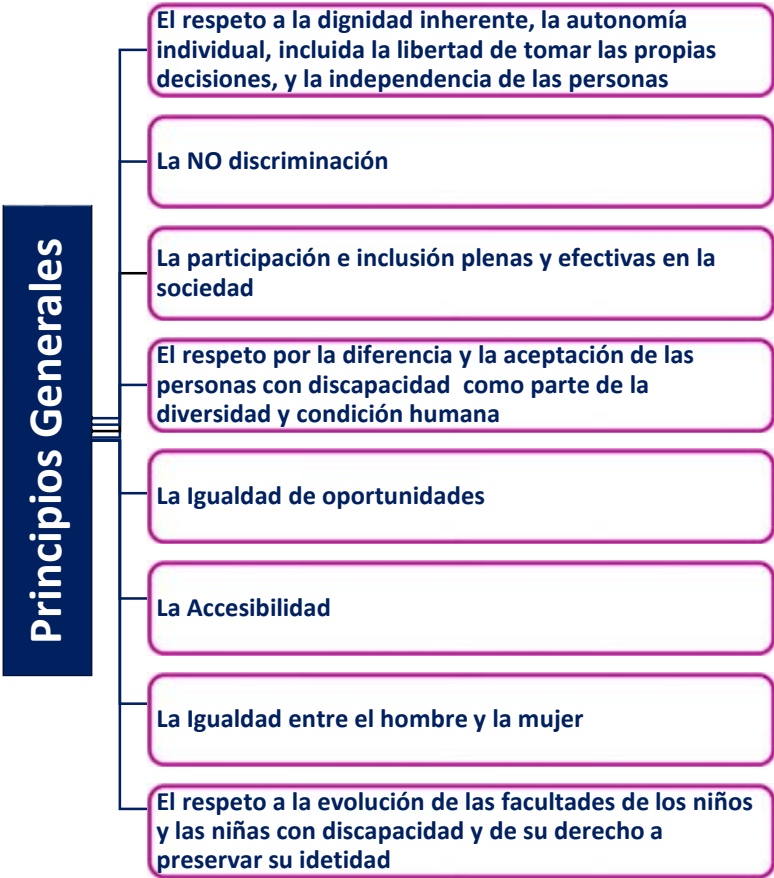 Principios Generales
El respeto a la dignidad inherente, la autonomía
individual, incluida la libertad de tomar las propias
decisiones, y la independencia de las personas
La NO discriminación
La participación e inclusión plenas y efectivas en la
sociedad
El respeto por la diferencia y la aceptación de las
personas con discapacidad como parte de la
diversidad y condición humana
La Igualdad de oportunidades
La Accesibilidad
La Igualdad entre el hombre y la mujer
El respeto a la evolución de las facultades de los niños
y las niñas con discapacidad y de su derecho a
preservar su idetidad